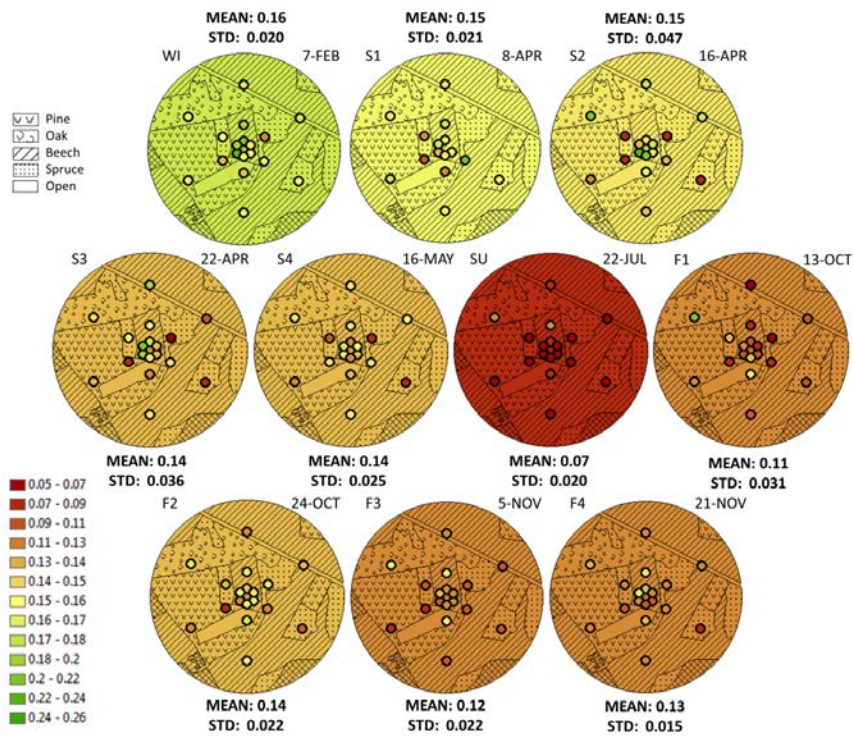 MEAN: 0.16
STD: 0.020
MEAN: 0.15
STD: 0.021
MEAN: 0.15
STD: 0.047
WI 7-FEB
S1 8-APR
S2 16-APR
Pine
Oak
Beech
Spruce
Open
S3 22-APR
S4 16-MAY
SU 22-JUL
F1 13-OCT
MEAN: 0.14
STD: 0.036
MEAN: 0.14
STD: 0.025
MEAN: 0.07
STD: 0.020
MEAN: 0.11
STD: 0.031
0.05 - 0.07
0.07 - 0.09
0.09 - 0.11
0.11 - 0.13
0.13 - 0.14
0.14 - 0.15
0.15 - 0.16
0.16 - 0.17
0.17 - 0.18
0.18 - 0.2
0.2 - 0.22
0.22 - 0.24
0.24 - 0.26
F2 24-OCT
F3 5-NOV
F4 21-NOV
MEAN: 0.14
STD: 0.022
MEAN: 0.12
STD: 0.022
MEAN: 0.13
STD: 0.015